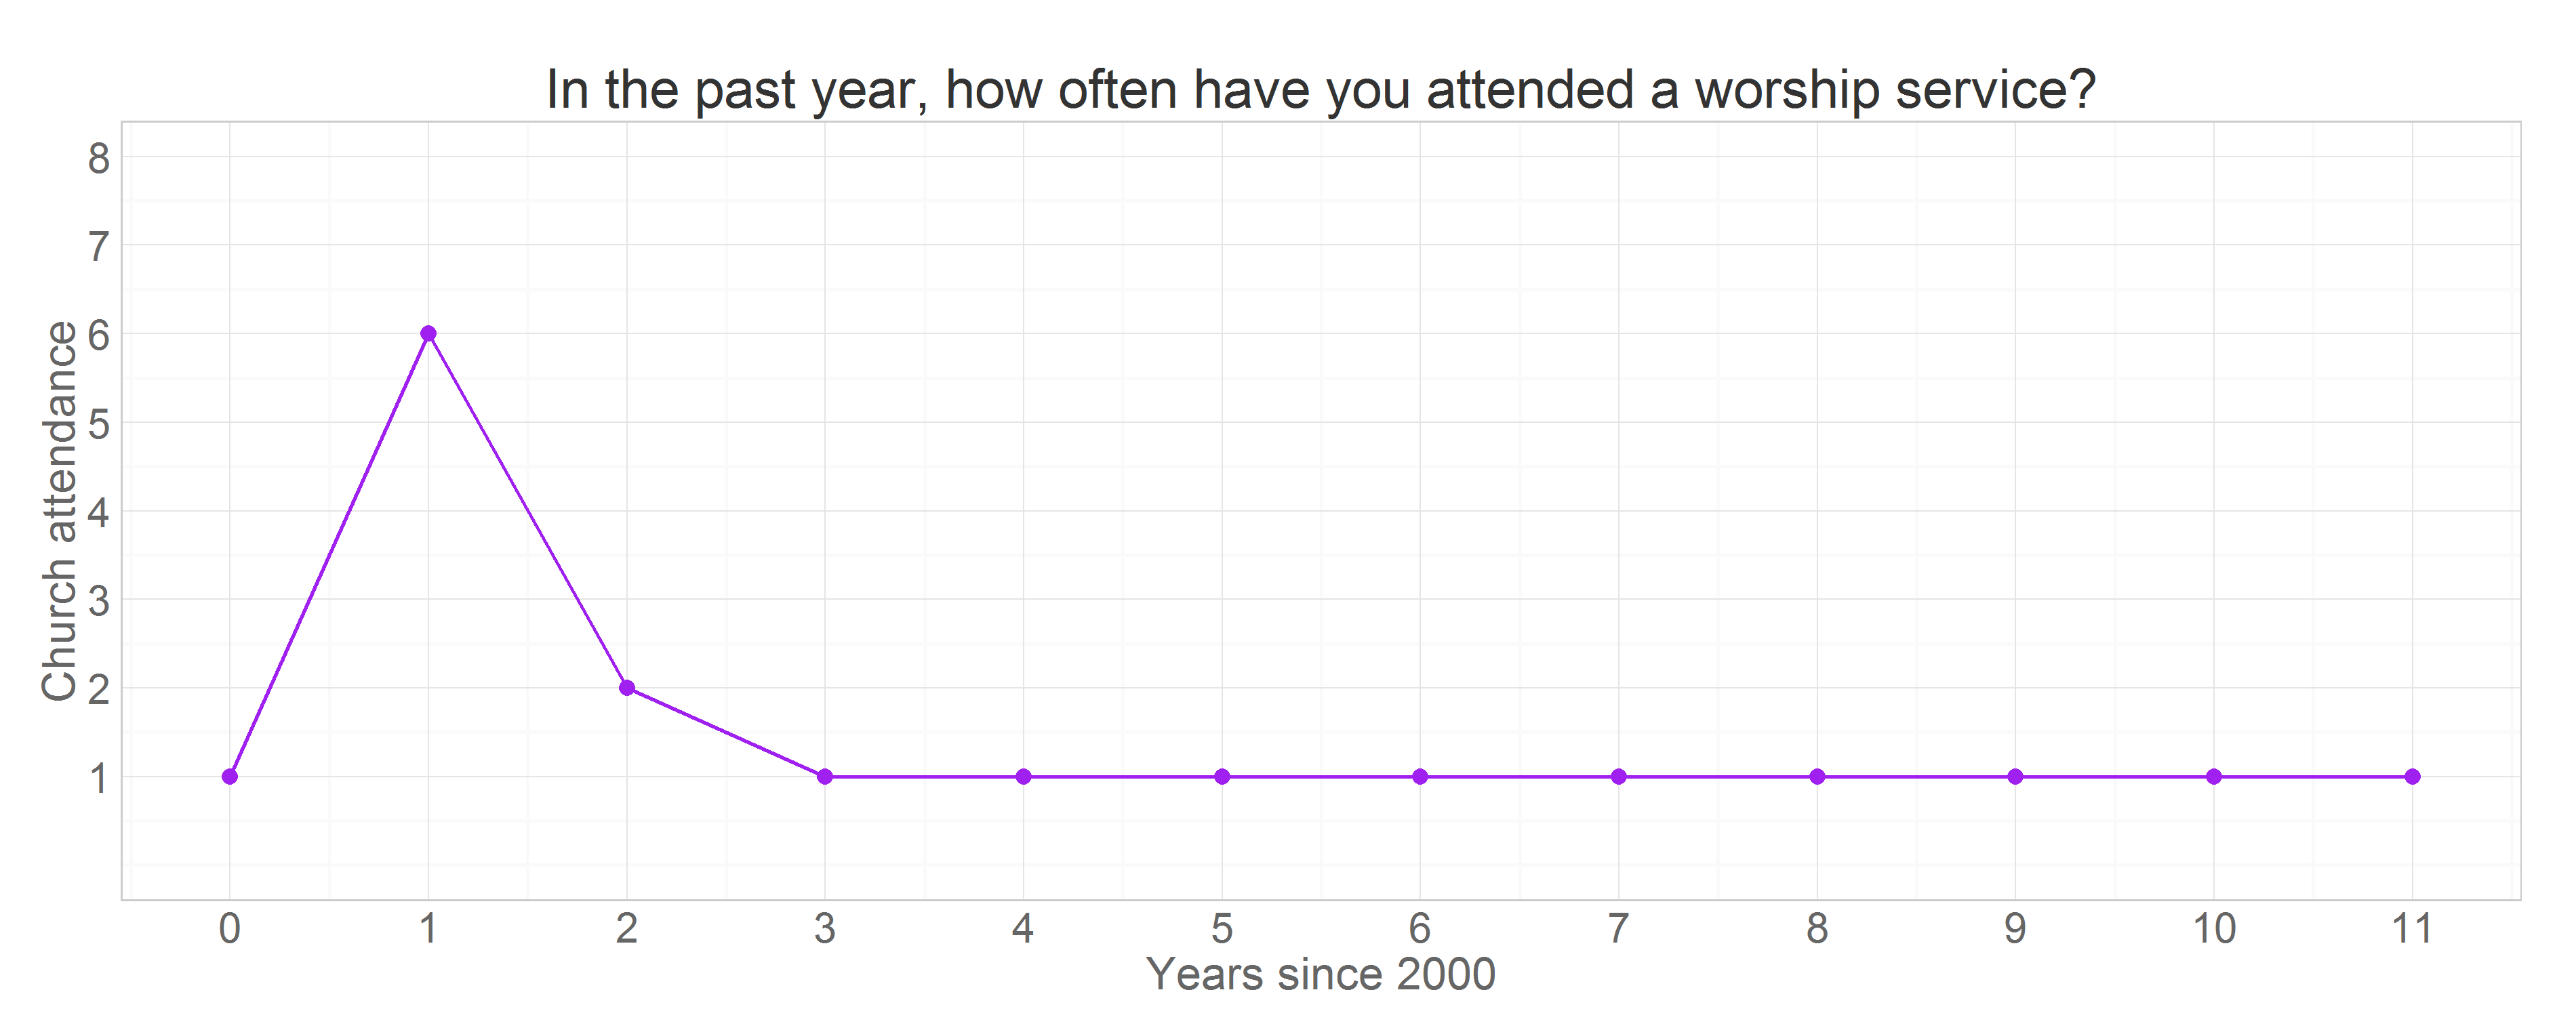 In the past year, how often have you attended a worship service?
Church attendance
8
7
6
5
4
3
2
1
0 1 2 3 4 5 6 7 8 9 10 11
Years since 2000